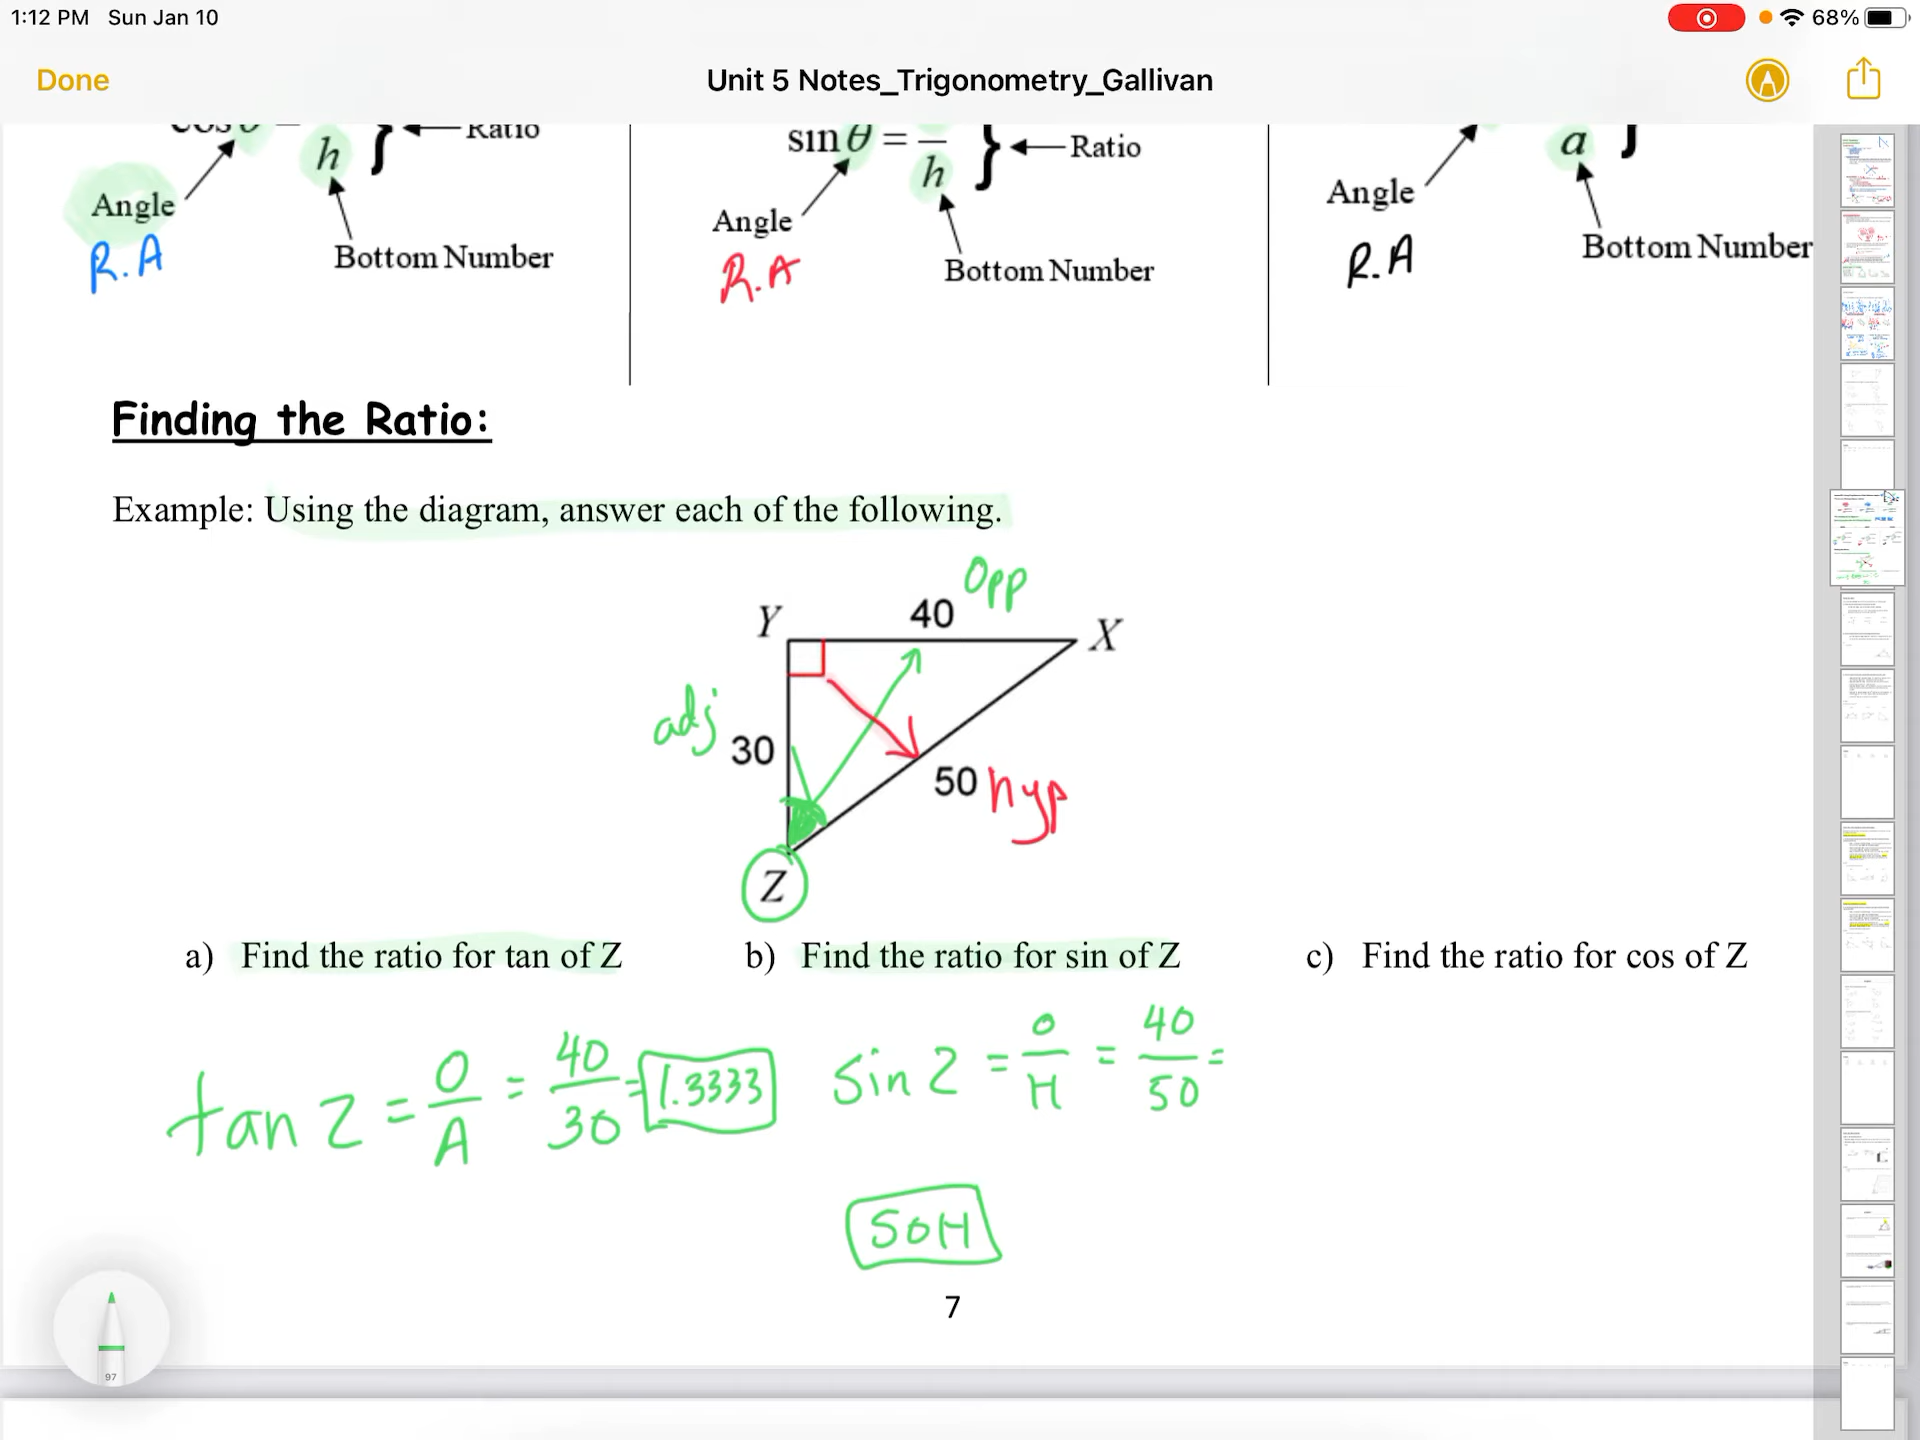 1:12 PM Sun Jan 10
68%
Done
Unit 5 Notes_Trigonometry_Gallivan
cos θ = h } Ratio
Angle
R.A
Bottom Number
sin θ = h } Ratio
Angle
R.A
Bottom Number
a }
Angle
R.A
Bottom Number
Finding the Ratio:
Example: Using the diagram, answer each of the following.
Opp
Y 40 X
adj 30
50 hyp
Z
a) Find the ratio for tan of Z
b) Find the ratio for sin of Z
c) Find the ratio for cos of Z
tan Z = O/A = 40/30 = 1.3333
Sin Z = O/H = 40/50 =
SOH
7
97